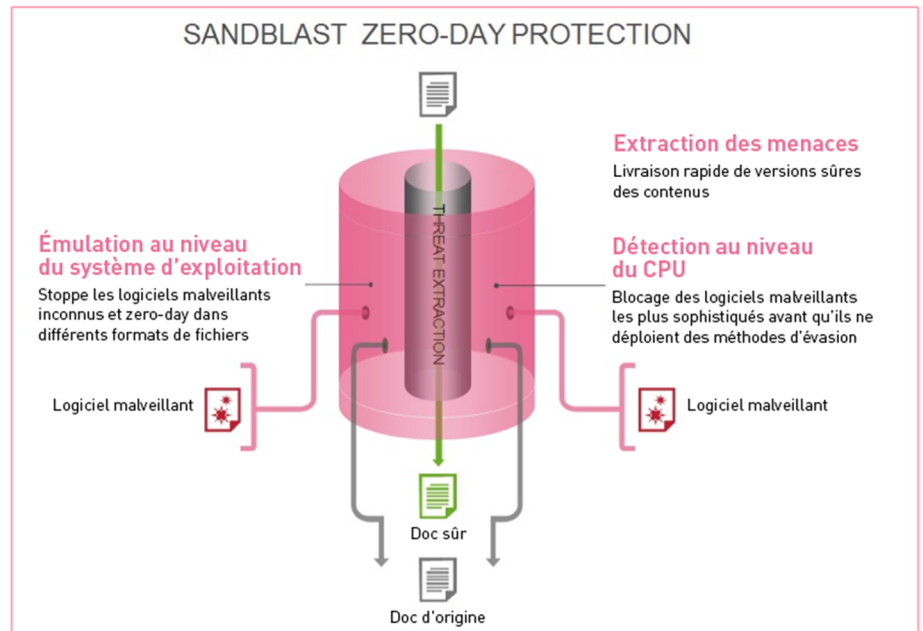 SANDBLAST ZERO-DAY PROTECTION
Extraction des menaces
Livraison rapide de versions sûres
des contenus
THREAT EXTRACTION
Émulation au niveau
du système d'exploitation
Stoppe les logiciels malveillants
inconnus et zero-day dans
différents formats de fichiers
Détection au niveau
du CPU
Blocage des logiciels malveillants
les plus sophistiqués avant qu'ils ne
déploient des méthodes d'évasion
Logiciel malveillant
Logiciel malveillant
Doc sûr
Doc d'origine